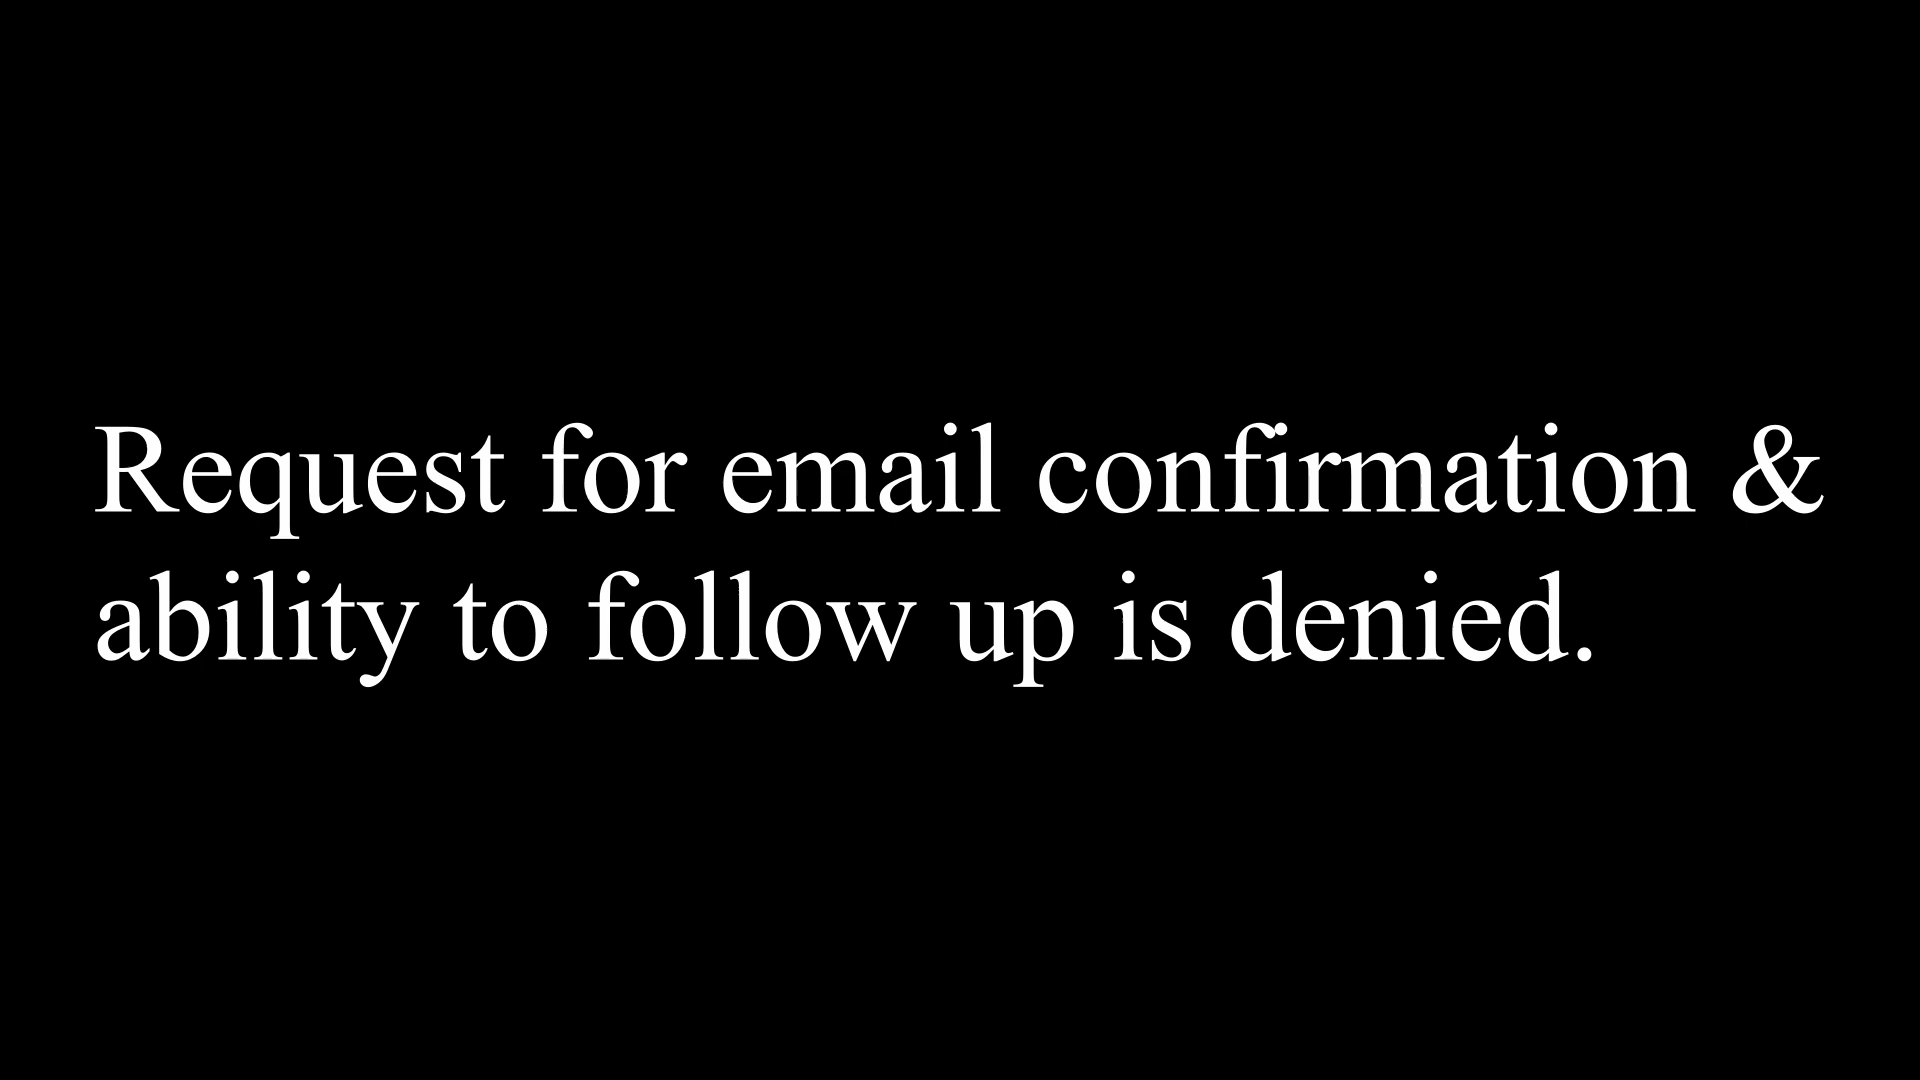 Request for email confirmation &
ability to follow up is denied.